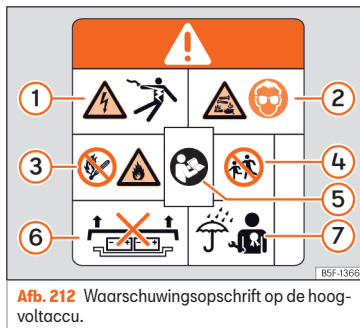 1
2
3
4
5
6
7
B5F-1366
Afb. 212 Waarschuwingsopschrift op de hoog-
voltaccu.